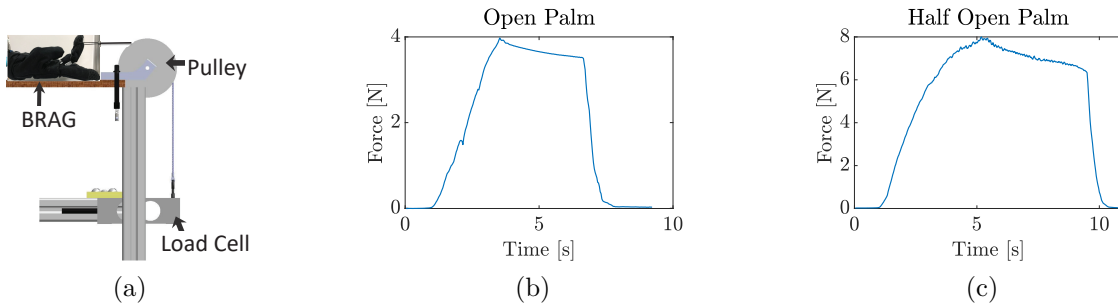 Pulley
BRAG
Load Cell
(a)
Open Palm
Force [N]
4
2
0
0 5 10
Time [s]
(b)
Half Open Palm
Force [N]
8
6
4
2
0
0 5 10
Time [s]
(c)